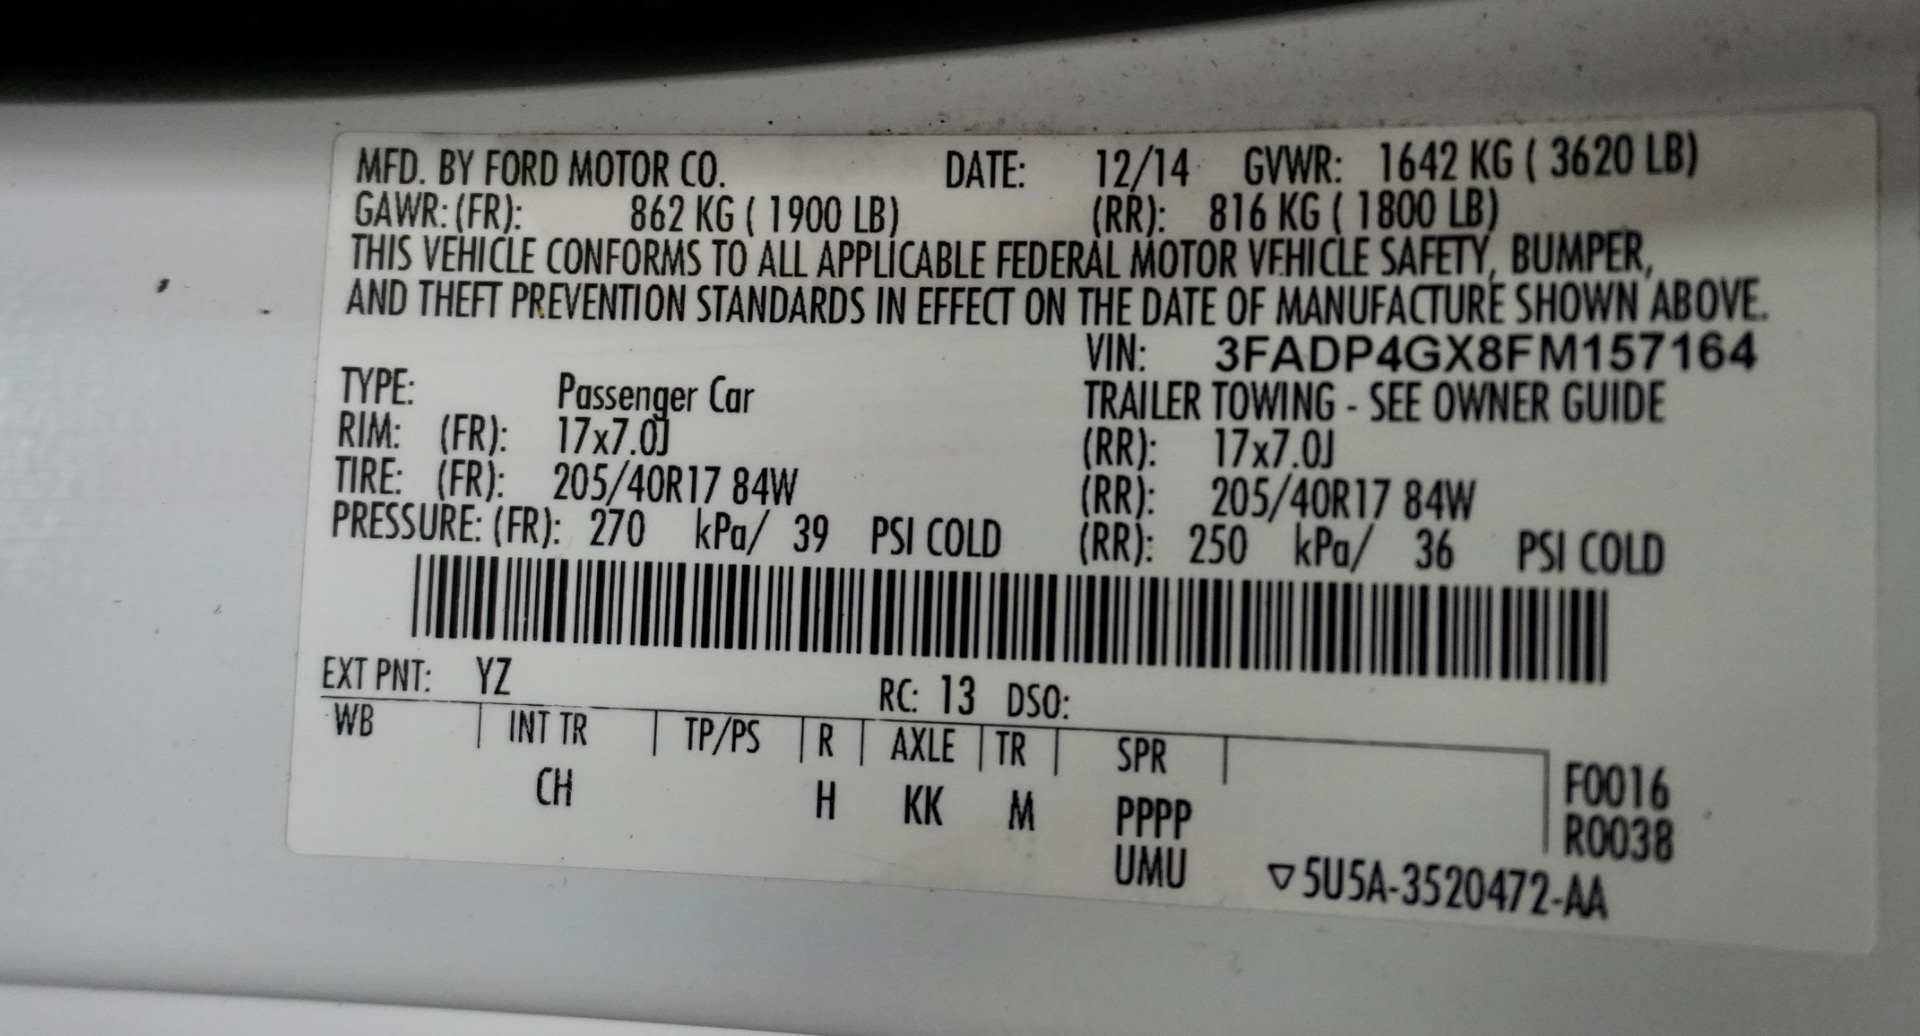 MFD. BY FORD MOTOR CO. DATE: 12/14 GVWR: 1642 KG ( 3620 LB)
GAWR: (FR): 862 KG ( 1900 LB) (RR): 816 KG ( 1800 LB)
THIS VEHICLE CONFORMS TO ALL APPLICABLE FEDERAL MOTOR VEHICLE SAFETY, BUMPER,
AND THEFT PREVENTION STANDARDS IN EFFECT ON THE DATE OF MANUFACTURE SHOWN ABOVE.
VIN: 3FADP4GX8FM157164
TYPE: Passenger Car TRAILER TOWING - SEE OWNER GUIDE
RIM: (FR): 17x7.0J (RR): 17x7.0J
TIRE: (FR): 205/40R17 84W (RR): 205/40R17 84W
PRESSURE: (FR): 270 kPa/ 39 PSI COLD (RR): 250 kPa/ 36 PSI COLD
EXT PNT: YZ RC: 13 DSO:
WB | INT TR | TP/PS | R | AXLE | TR | SPR |
CH H KK M PPPP F0016
UMU R0038
▽5U5A-3520472-AA